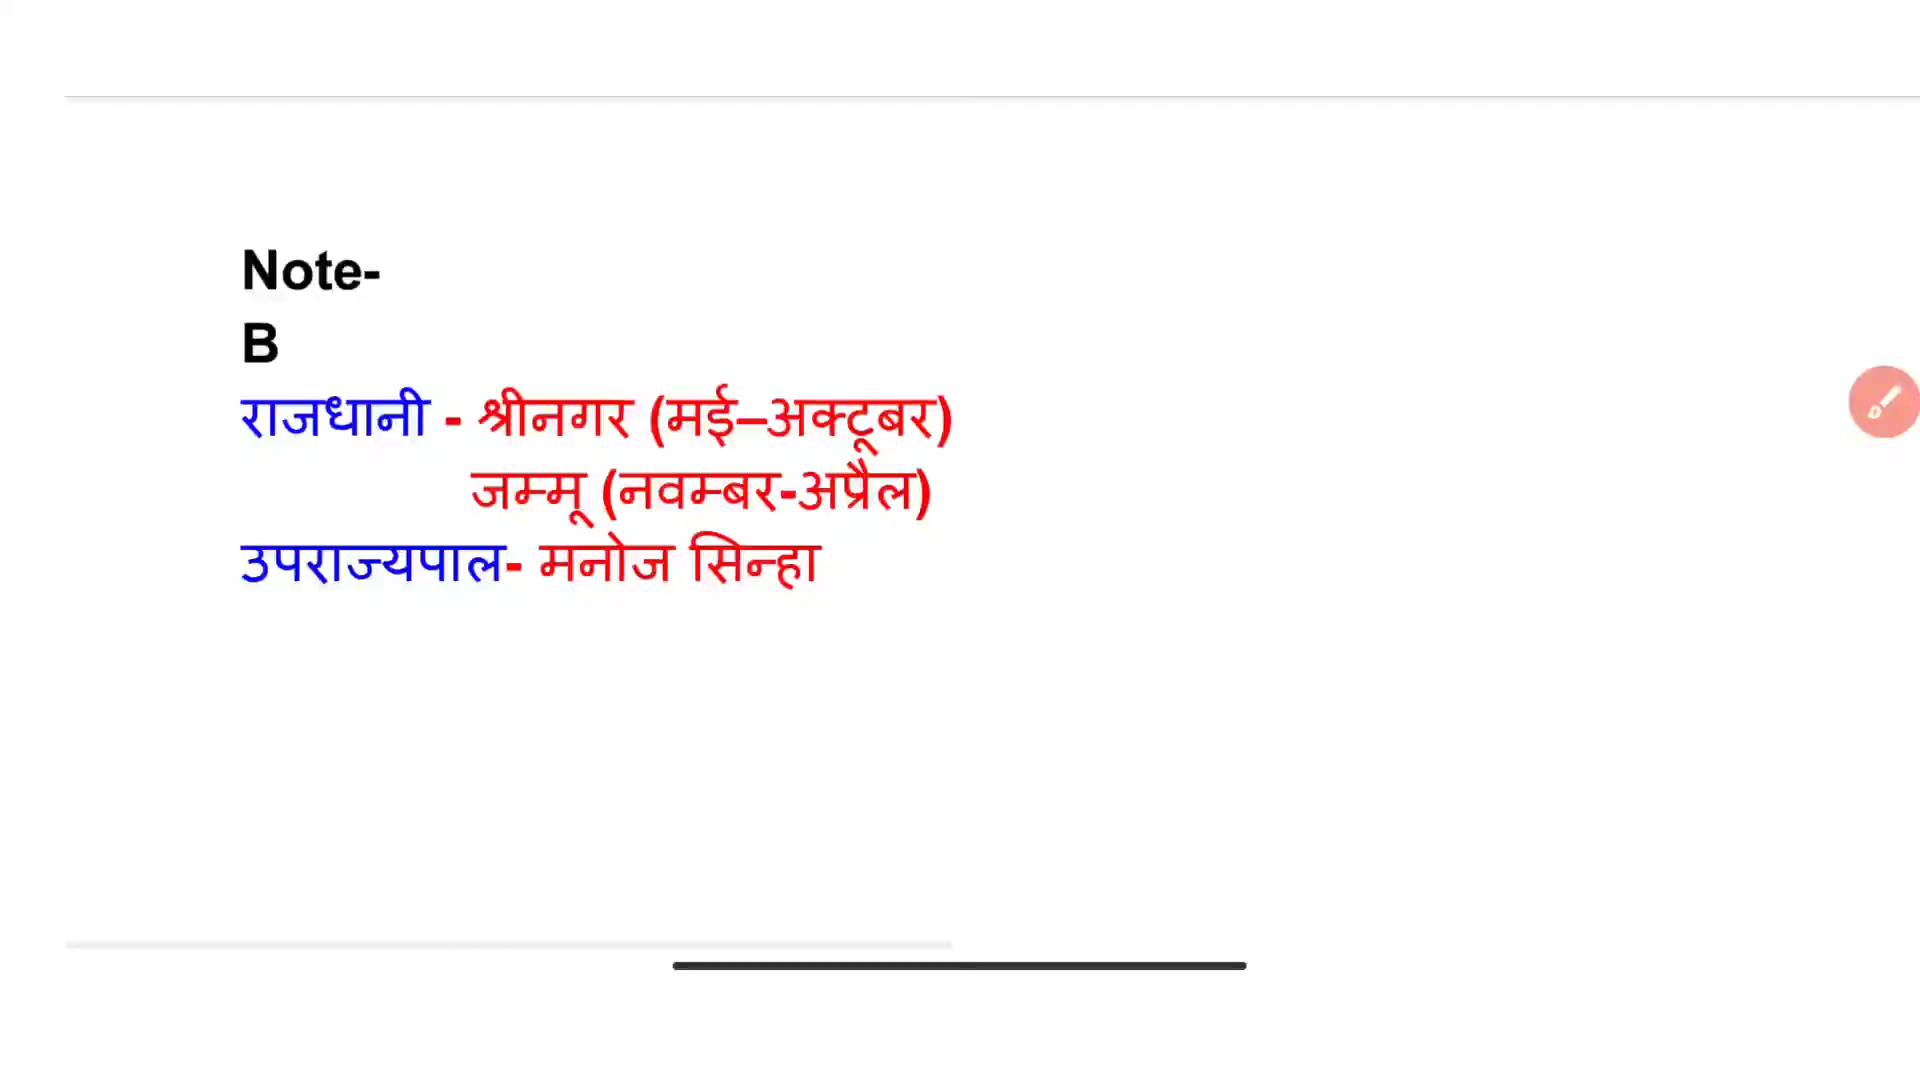 Note-
B
राजधानी - श्रीनगर (मई–अक्टूबर)
जम्मू (नवम्बर-अप्रैल)
उपराज्यपाल- मनोज सिन्हा